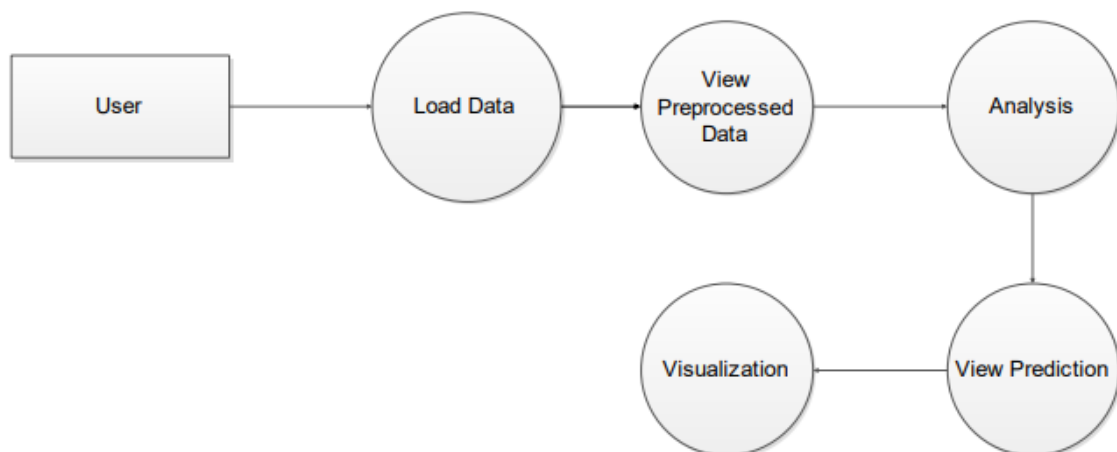 User
Load Data
View
Preprocessed
Data
Analysis
Visualization
View Prediction